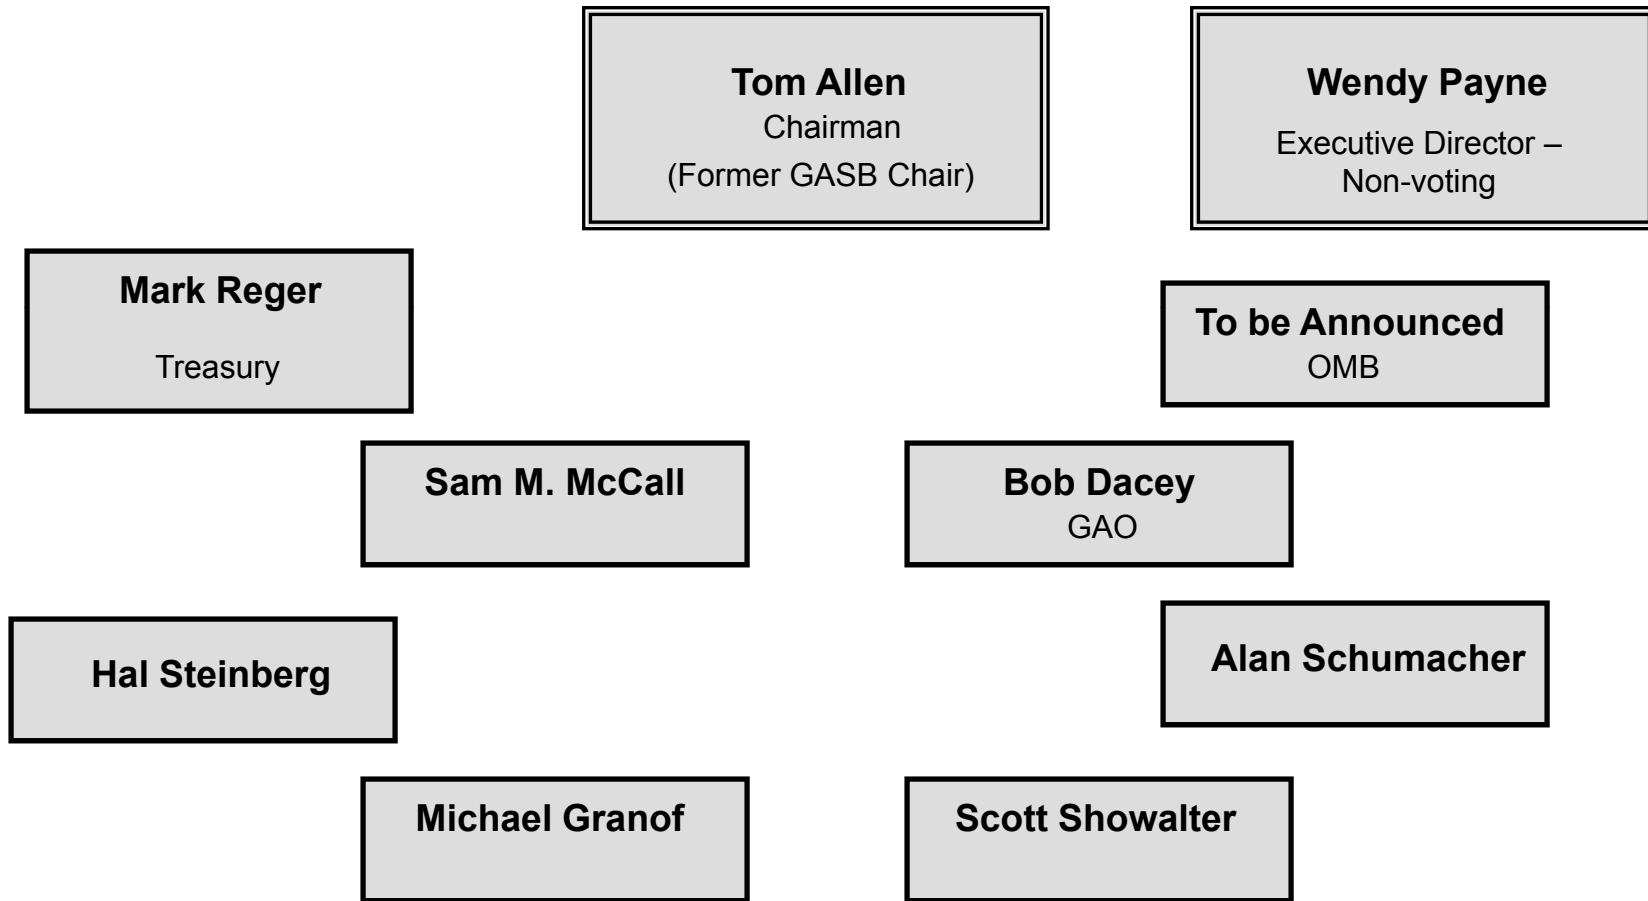 Tom Allen
Chairman
(Former GASB Chair)
Wendy Payne
Executive Director –
Non-voting
Mark Reger
Treasury
To be Announced
OMB
Sam M. McCall
Bob Dacey
GAO
Hal Steinberg
Alan Schumacher
Michael Granof
Scott Showalter